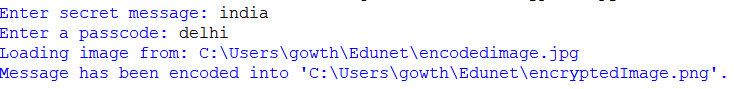 Enter secret message: india
Enter a passcode: delhi
Loading image from: C:\Users\gowth\Edunet\encodedimage.jpg
Message has been encoded into 'C:\Users\gowth\Edunet\encryptedImage.png'.